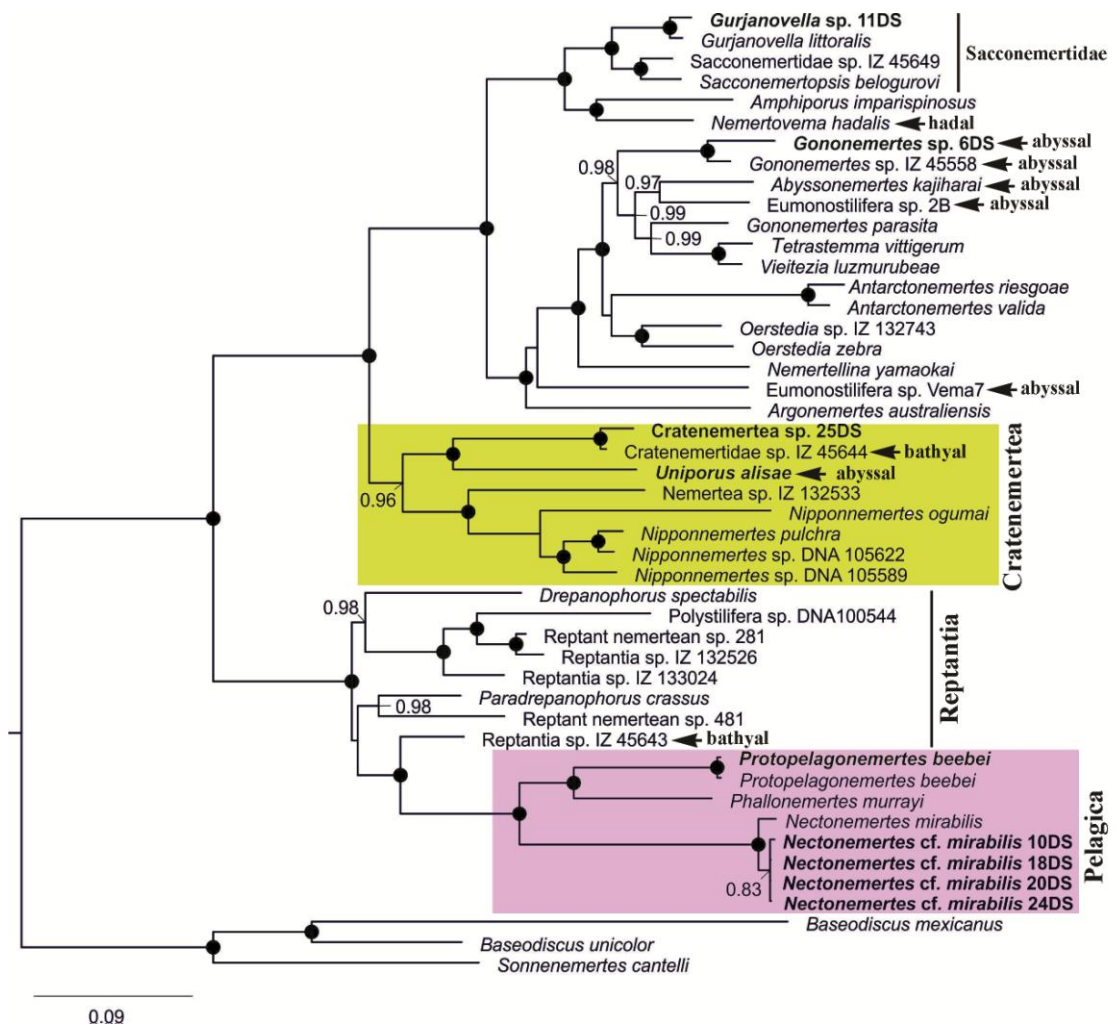 Gurjanovella sp. 11DS
Gurjanovella littoralis
Sacconemertidae sp. IZ 45649
Sacconemertopsis belogurovi
Sacconemertidae
Amphiporus imparispinosus
Nemertovema hadalis hadal
Gononemertes sp. 6DS abyssal
0.98
Gononemertes sp. IZ 45558 abyssal
0.97
Abyssonemertes kajiharai abyssal
Eumonostilifera sp. 2B abyssal
0.99
Gononemertes parasita
0.99
Tetrastemma vittigerum
Vieitezia luzmurubeae
Antarctonemertes riesgoae
Antarctonemertes valida
Oerstedia sp. IZ 132743
Oerstedia zebra
Nemertellina yamaokai
Eumonostilifera sp. Vema7 abyssal
Argonemertes australiensis
Cratenemertea sp. 25DS
Cratenemertidae sp. IZ 45644 bathyal
Uniporus alisae abyssal
0.96
Nemertea sp. IZ 132533
Nipponnemertes ogumai
Nipponnemertes pulchra
Nipponnemertes sp. DNA 105622
Nipponnemertes sp. DNA 105589
Cratenemertea
Drepanophorus spectabilis
0.98
Polystilifera sp. DNA100544
Reptant nemertean sp. 281
Reptantia sp. IZ 132526
Reptantia sp. IZ 133024
Paradrepanophorus crassus
0.98
Reptant nemertean sp. 481
Reptantia sp. IZ 45643 bathyal
Reptantia
Protopelagonemertes beebei
Protopelagonemertes beebei
Phallonemertes murrayi
Nectonemertes mirabilis
Nectonemertes cf. mirabilis 10DS
Nectonemertes cf. mirabilis 18DS
0.83
Nectonemertes cf. mirabilis 20DS
Nectonemertes cf. mirabilis 24DS
Pelagica
Baseodiscus mexicanus
Baseodiscus unicolor
Sonnenemertes cantelli
0.09